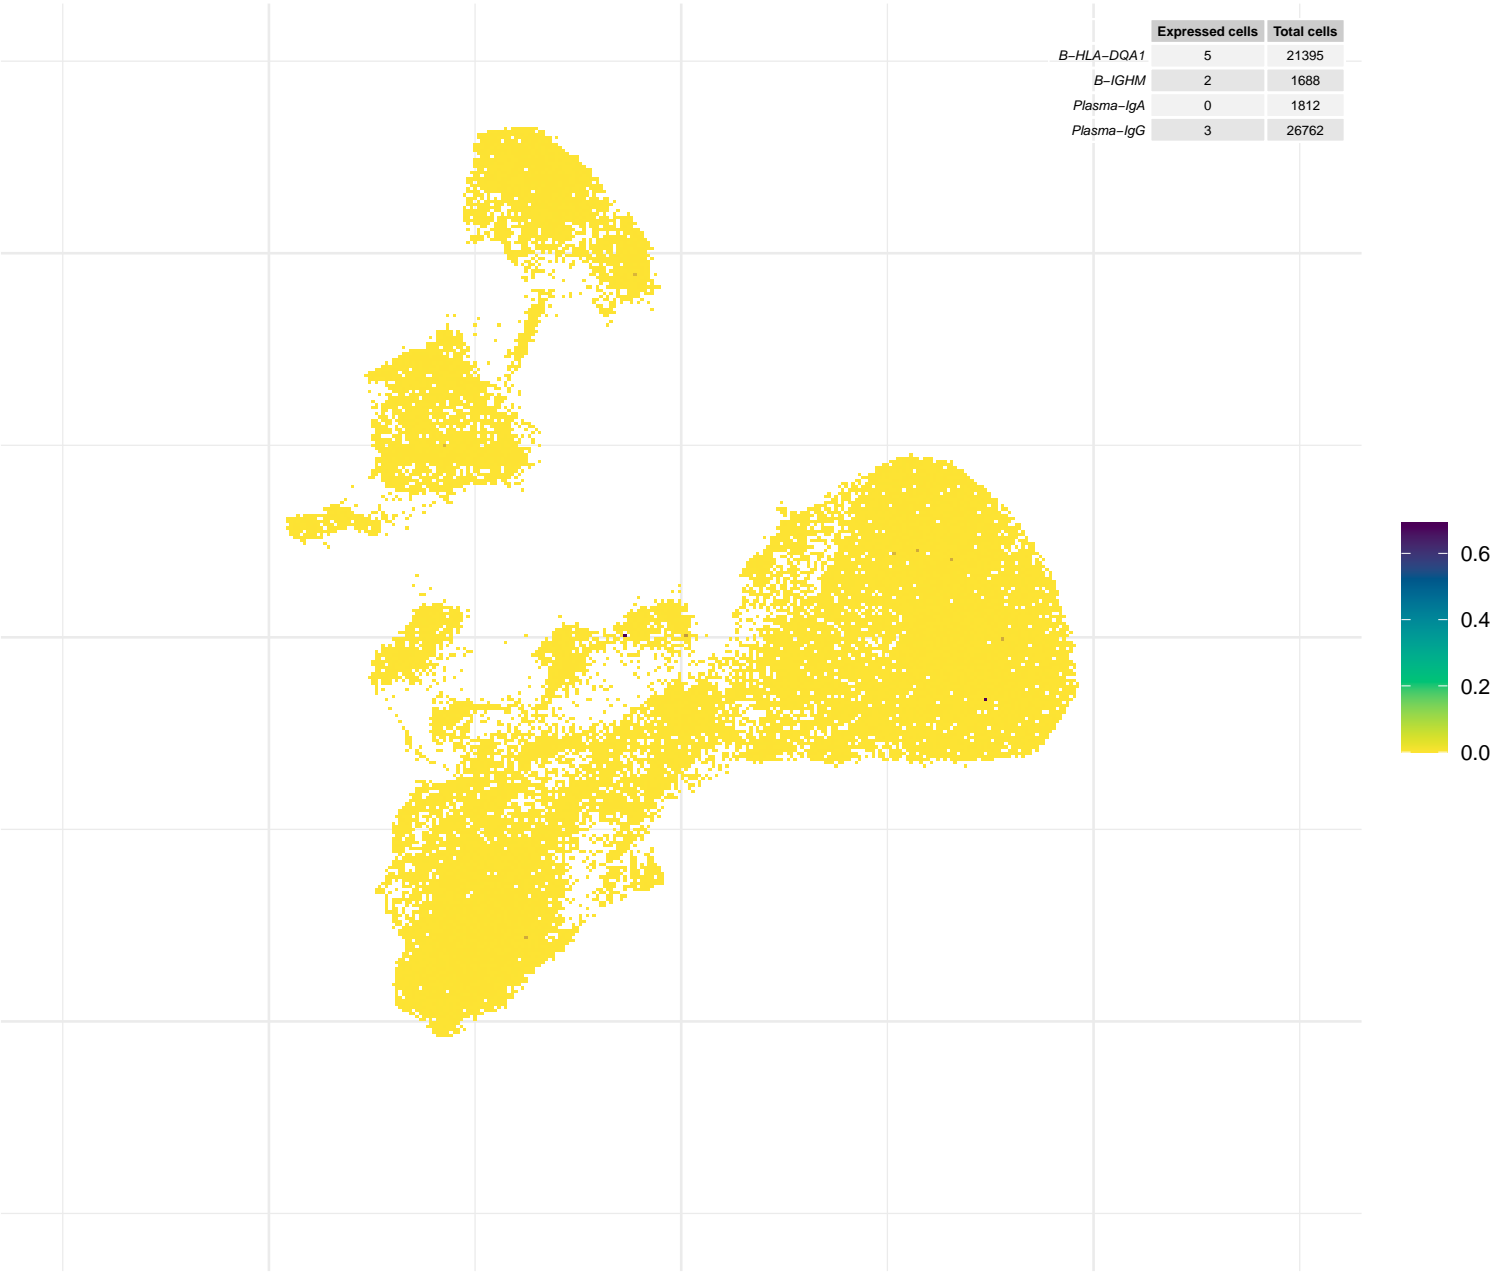 Expressed cells Total cells
B−HLA−DQA1 5 21395
B−IGHM 2 1688
Plasma−IgA 0 1812
Plasma−IgG 3 26762
0.6
0.4
0.2
0.0